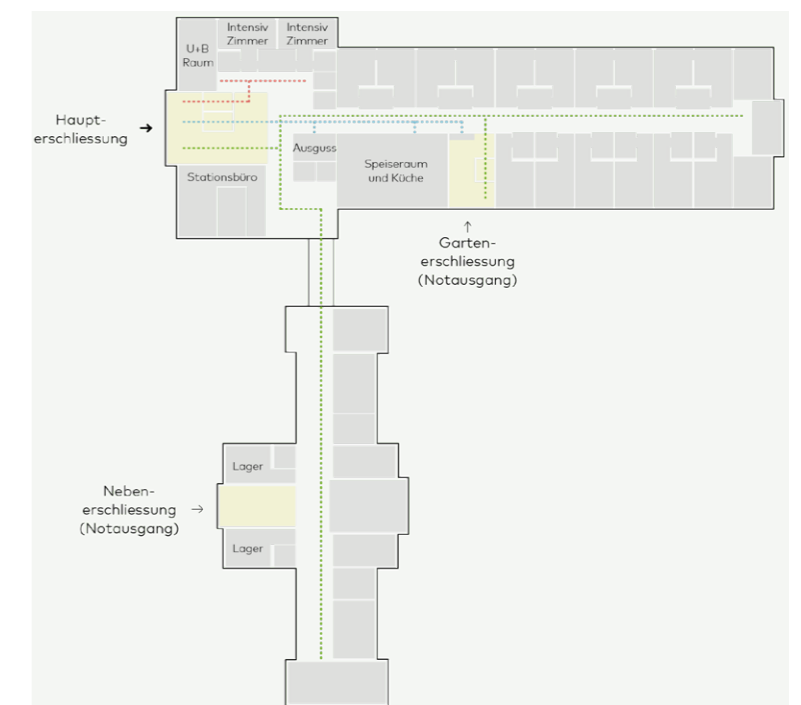 Intensiv
Zimmer
Intensiv
Zimmer
U+B
Raum
Haupt-
erschliessung
Ausguss
Speiseraum
und Küche
Stationsbüro
Garten-
erschliessung
(Notausgang)
Lager
Neben-
erschliessung
(Notausgang)
Lager